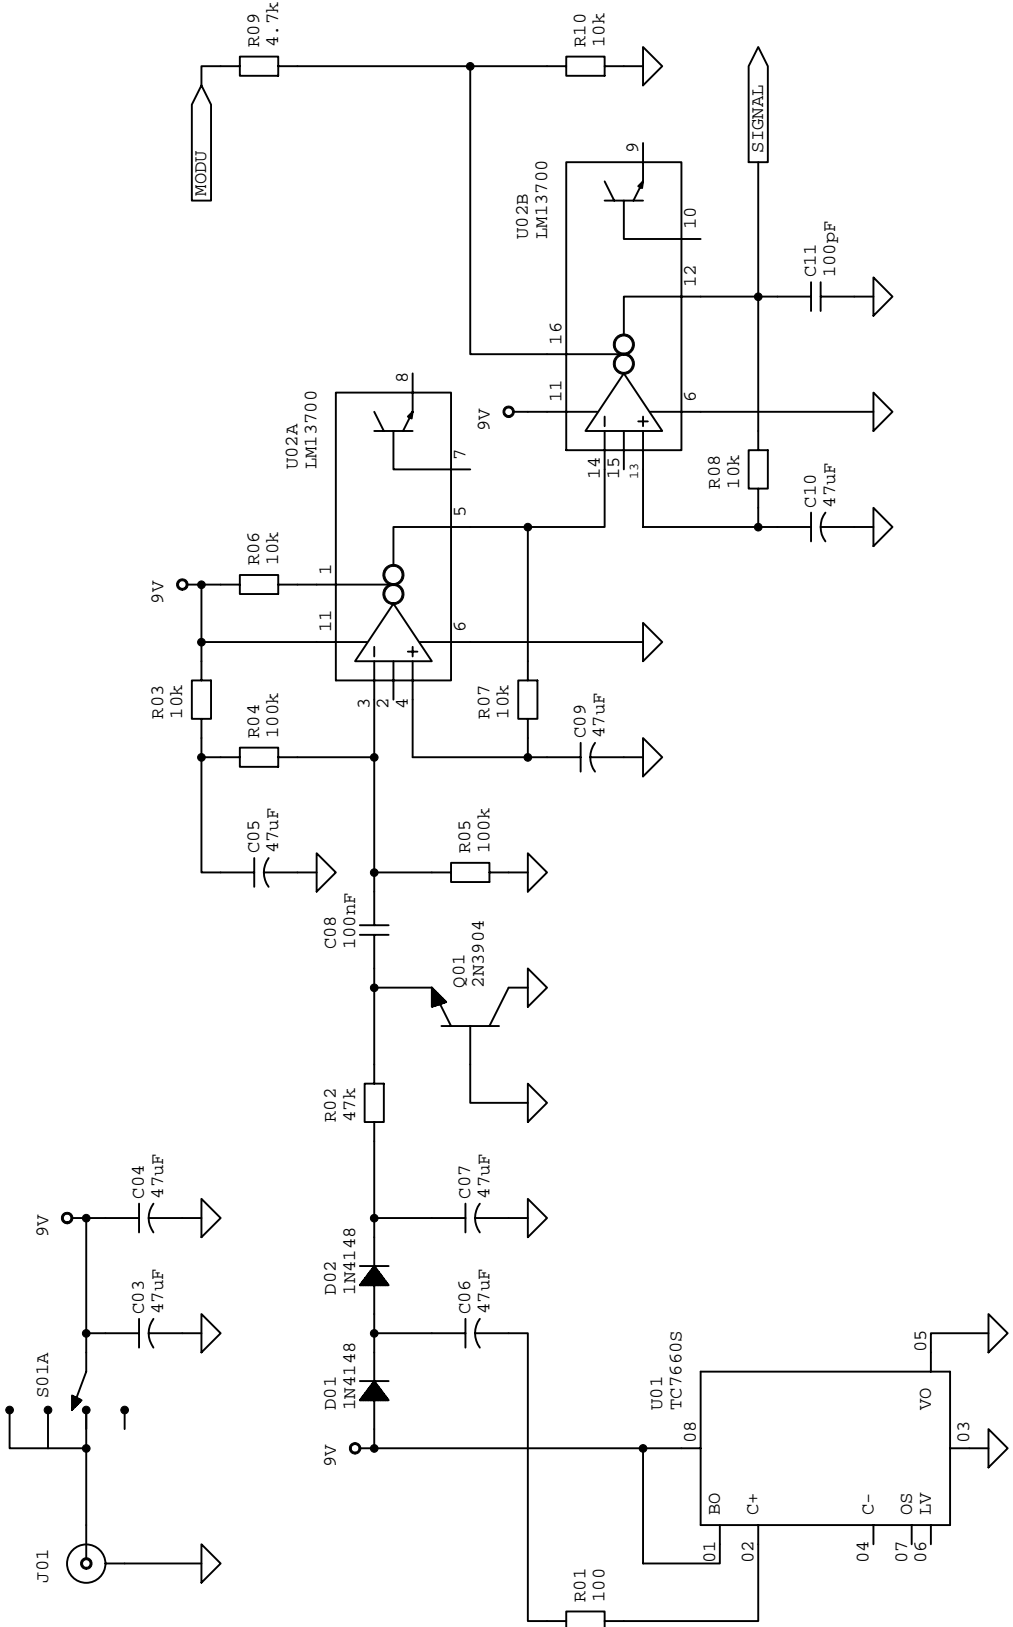 J01
S01A
C03
47uF
C04
47uF
9V
9V
D01
1N4148
D02
1N4148
C06
47uF
C07
47uF
R02
47k
Q01
2N3904
C08
100nF
R05
100k
C05
47uF
R04
100k
R03
10k
9V
R06
10k
11
1
3
2
4
6
5
7
8
U02A
LM13700
R07
10k
C09
47uF
MODU
R09
4.7k
R10
10k
U02B
LM13700
9V
11
16
14
15
13
6
12
10
9
R08
10k
C10
47uF
C11
100pF
SIGNAL
R01
100
U01
TC7660S
08
01
BO
02
C+
04
C-
07
OS
06
LV
03
05
VO